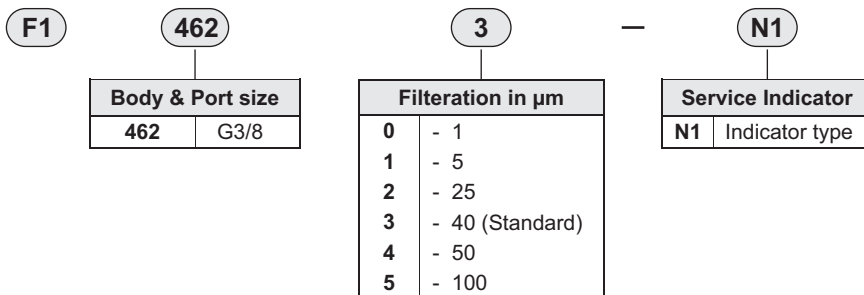 F1 462 3 — N1
Body & Port size Filteration in µm Service Indicator
462 G3/8 0 - 1 N1 Indicator type
1 - 5
2 - 25
3 - 40 (Standard)
4 - 50
5 - 100